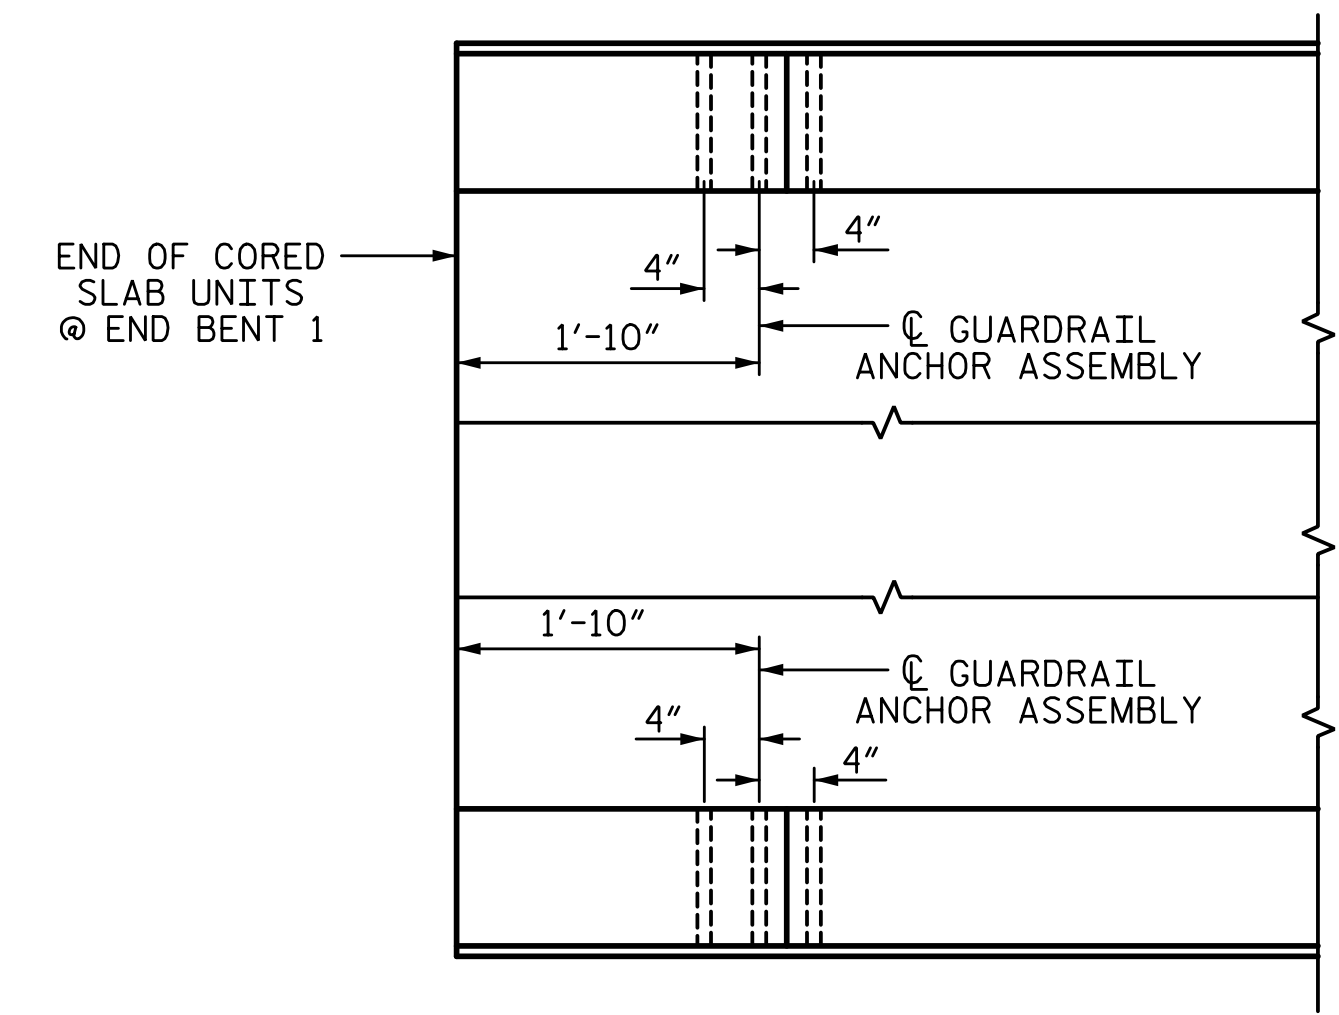 4"
END OF CORED
SLAB UNITS
@ END BENT 1
4"
℄ GUARDRAIL
ANCHOR ASSEMBLY
1'-10"
1'-10"
℄ GUARDRAIL
ANCHOR ASSEMBLY
4"
4"